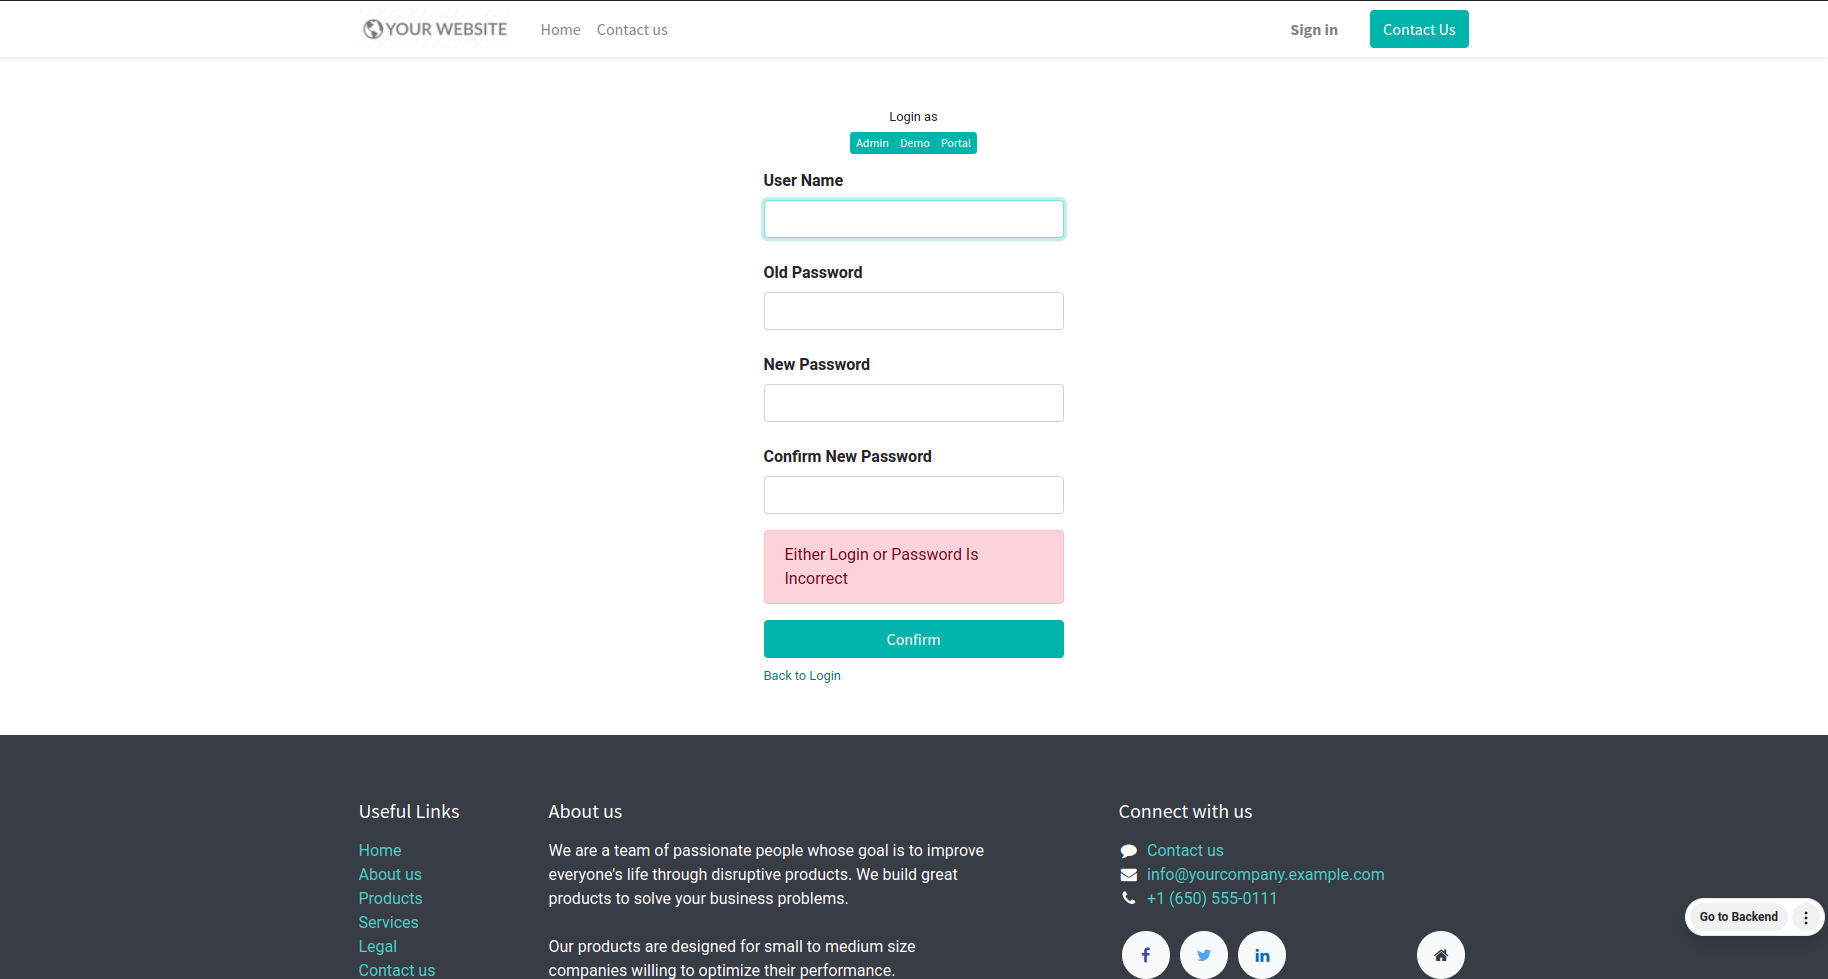 YOUR WEBSITE
Home
Contact us
Sign in
Contact Us
Login as
Admin Demo Portal
User Name
Old Password
New Password
Confirm New Password
Either Login or Password Is
Incorrect
Confirm
Back to Login
Useful Links
Home
About us
Products
Services
Legal
Contact us
About us
We are a team of passionate people whose goal is to improve
everyone's life through disruptive products. We build great
products to solve your business problems.
Our products are designed for small to medium size
companies willing to optimize their performance.
Connect with us
Contact us
info@yourcompany.example.com
+1 (650) 555-0111
Go to Backend